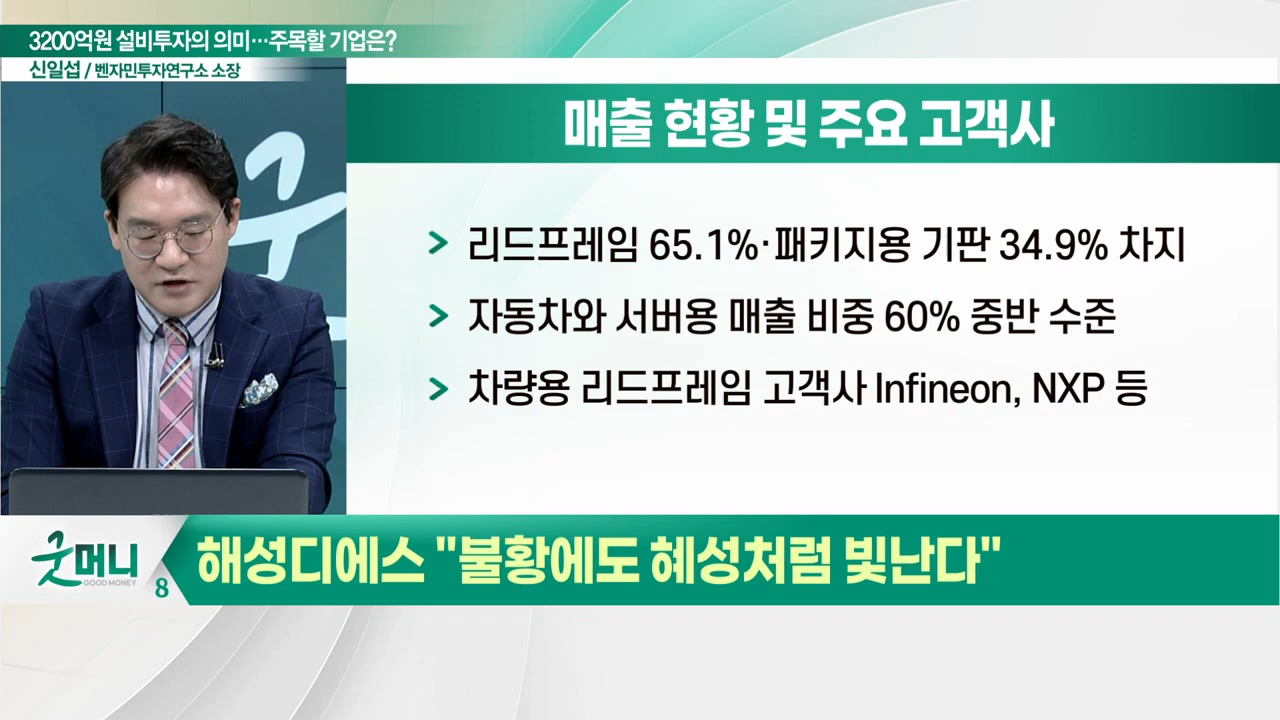 3200억원 설비투자의 의미…주목할 기업은?
신일섭 / 벤자민투자연구소 소장
매출 현황 및 주요 고객사
> 리드프레임 65.1%·패키지용 기판 34.9% 차지
> 자동차와 서버용 매출 비중 60% 중반 수준
> 차량용 리드프레임 고객사 Infineon, NXP 등
굿머니
GOOD MONEY
8
해성디에스 "불황에도 혜성처럼 빛난다"